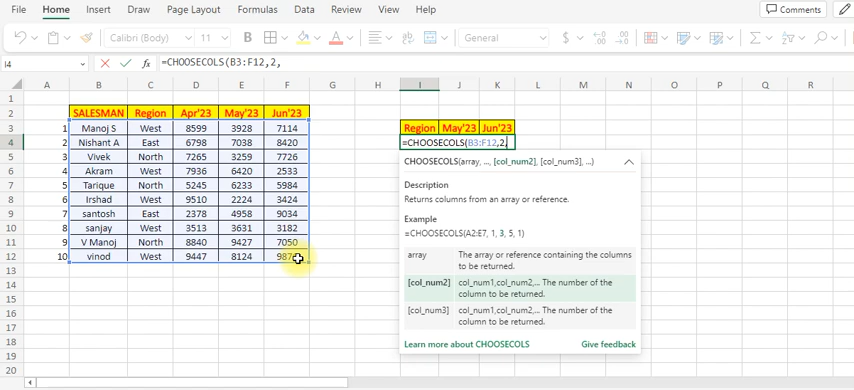 File Home Insert Draw Page Layout Formulas Data Review View Help Comments
Calibri (Body) 11 B A ab General $
I4 fx =CHOOSECOLS(B3:F12,2,
A B C D E F G H I J K L M N O P Q R
1
2 SALESMAN Region Apr'23 May'23 Jun'23
3 1 Manoj S West 8599 3928 7114 Region May'23 Jun'23
4 2 Nishant A East 6798 7038 8420 =CHOOSECOLS(B3:F12,2,
5 3 Vivek North 7265 3259 7726
6 4 Akram West 7936 6420 2533
7 5 Tarique North 5245 6233 5984
8 6 Irshad West 9510 2224 3424
9 7 santosh East 2378 4958 9034
10 8 sanjay West 3513 3631 3182
11 9 V Manoj North 8840 9427 7050
12 10 vinod West 9447 8124
13
14
15
16
17
18
19
20
CHOOSECOLS(array, ..., [col_num2], [col_num3], ...)
Description
Returns columns from an array or reference.
Example
=CHOOSECOLS(A2:E7, 1, 3, 5, 1)
array The array or reference containing the columns
to be returned.
[col_num2] col_num1,col_num2,... The number of the
column to be returned.
[col_num3] col_num1,col_num2,... The number of the
column to be returned.
Learn more about CHOOSECOLS Give feedback